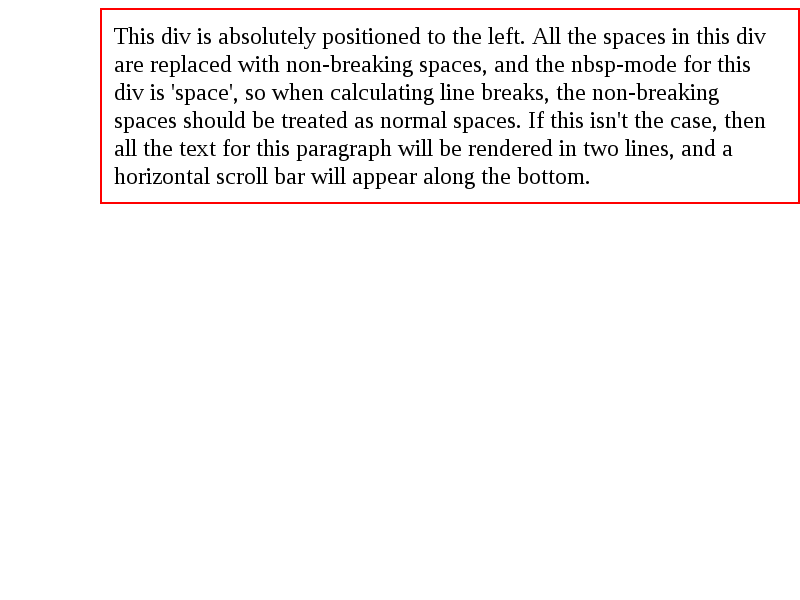 This div is absolutely positioned to the left. All the spaces in this div
are replaced with non-breaking spaces, and the nbsp-mode for this
div is 'space', so when calculating line breaks, the non-breaking
spaces should be treated as normal spaces. If this isn't the case, then
all the text for this paragraph will be rendered in two lines, and a
horizontal scroll bar will appear along the bottom.